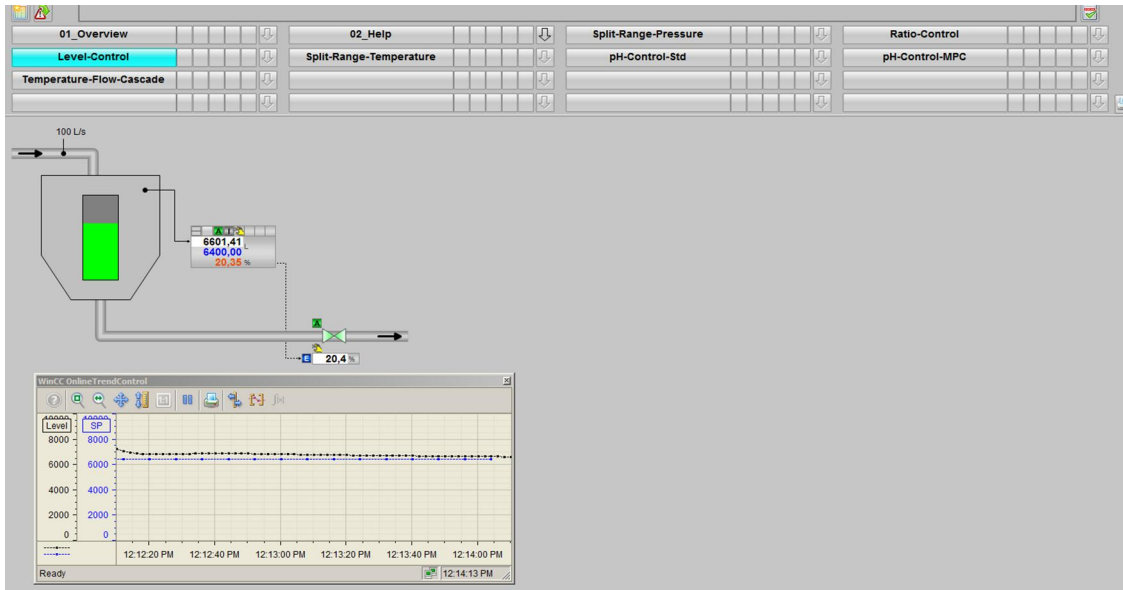 01_Overview 02_Help Split-Range-Pressure Ratio-Control
Level-Control Split-Range-Temperature pH-Control-Std pH-Control-MPC
Temperature-Flow-Cascade
100 L/s
A I
6601,41 L
6400,00
20,35 %
A
E 20,4 %
WinCC OnlineTrendControl
Level SP
8000 8000
6000 6000
4000 4000
2000 2000
0 0
12:12:20 PM 12:12:40 PM 12:13:00 PM 12:13:20 PM 12:13:40 PM 12:14:00 PM
Ready 12:14:13 PM